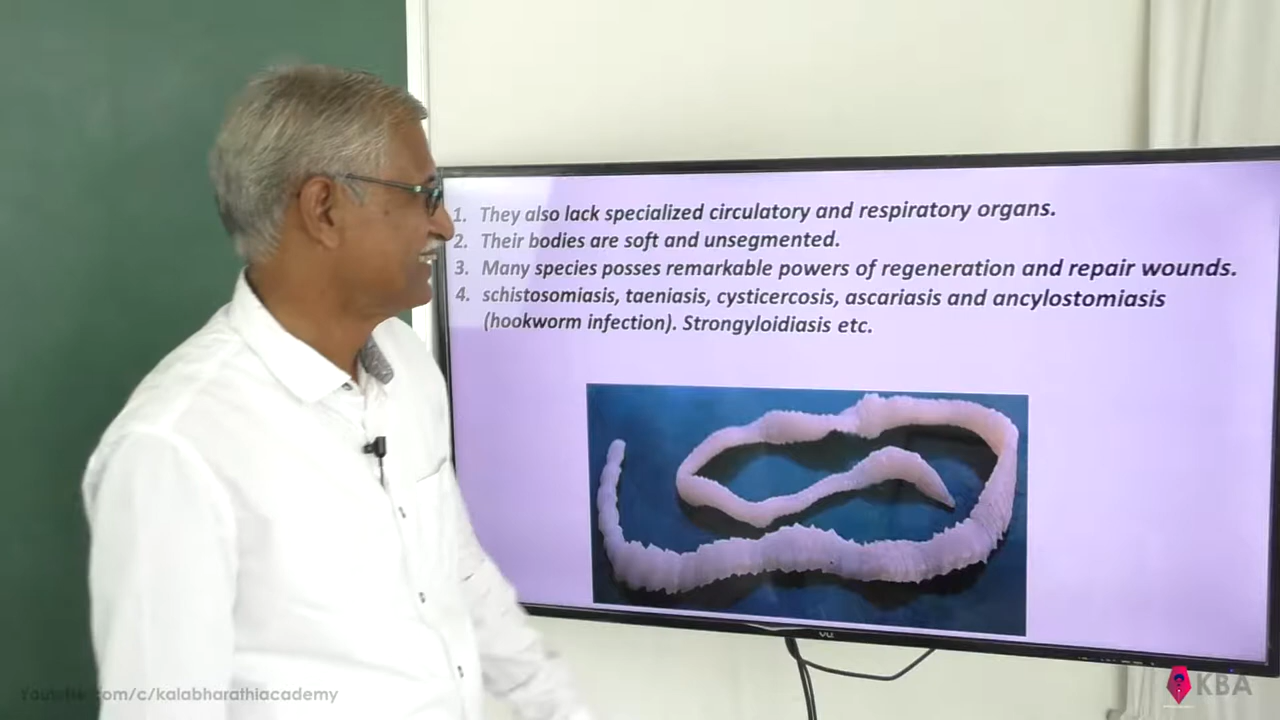 1. They also lack specialized circulatory and respiratory organs.
2. Their bodies are soft and unsegmented.
3. Many species posses remarkable powers of regeneration and repair wounds.
4. schistosomiasis, taeniasis, cysticercosis, ascariasis and ancylostomiasis
(hookworm infection). Strongyloidiasis etc.
VU
Youtube.com/c/kalabharathiacademy
KBA